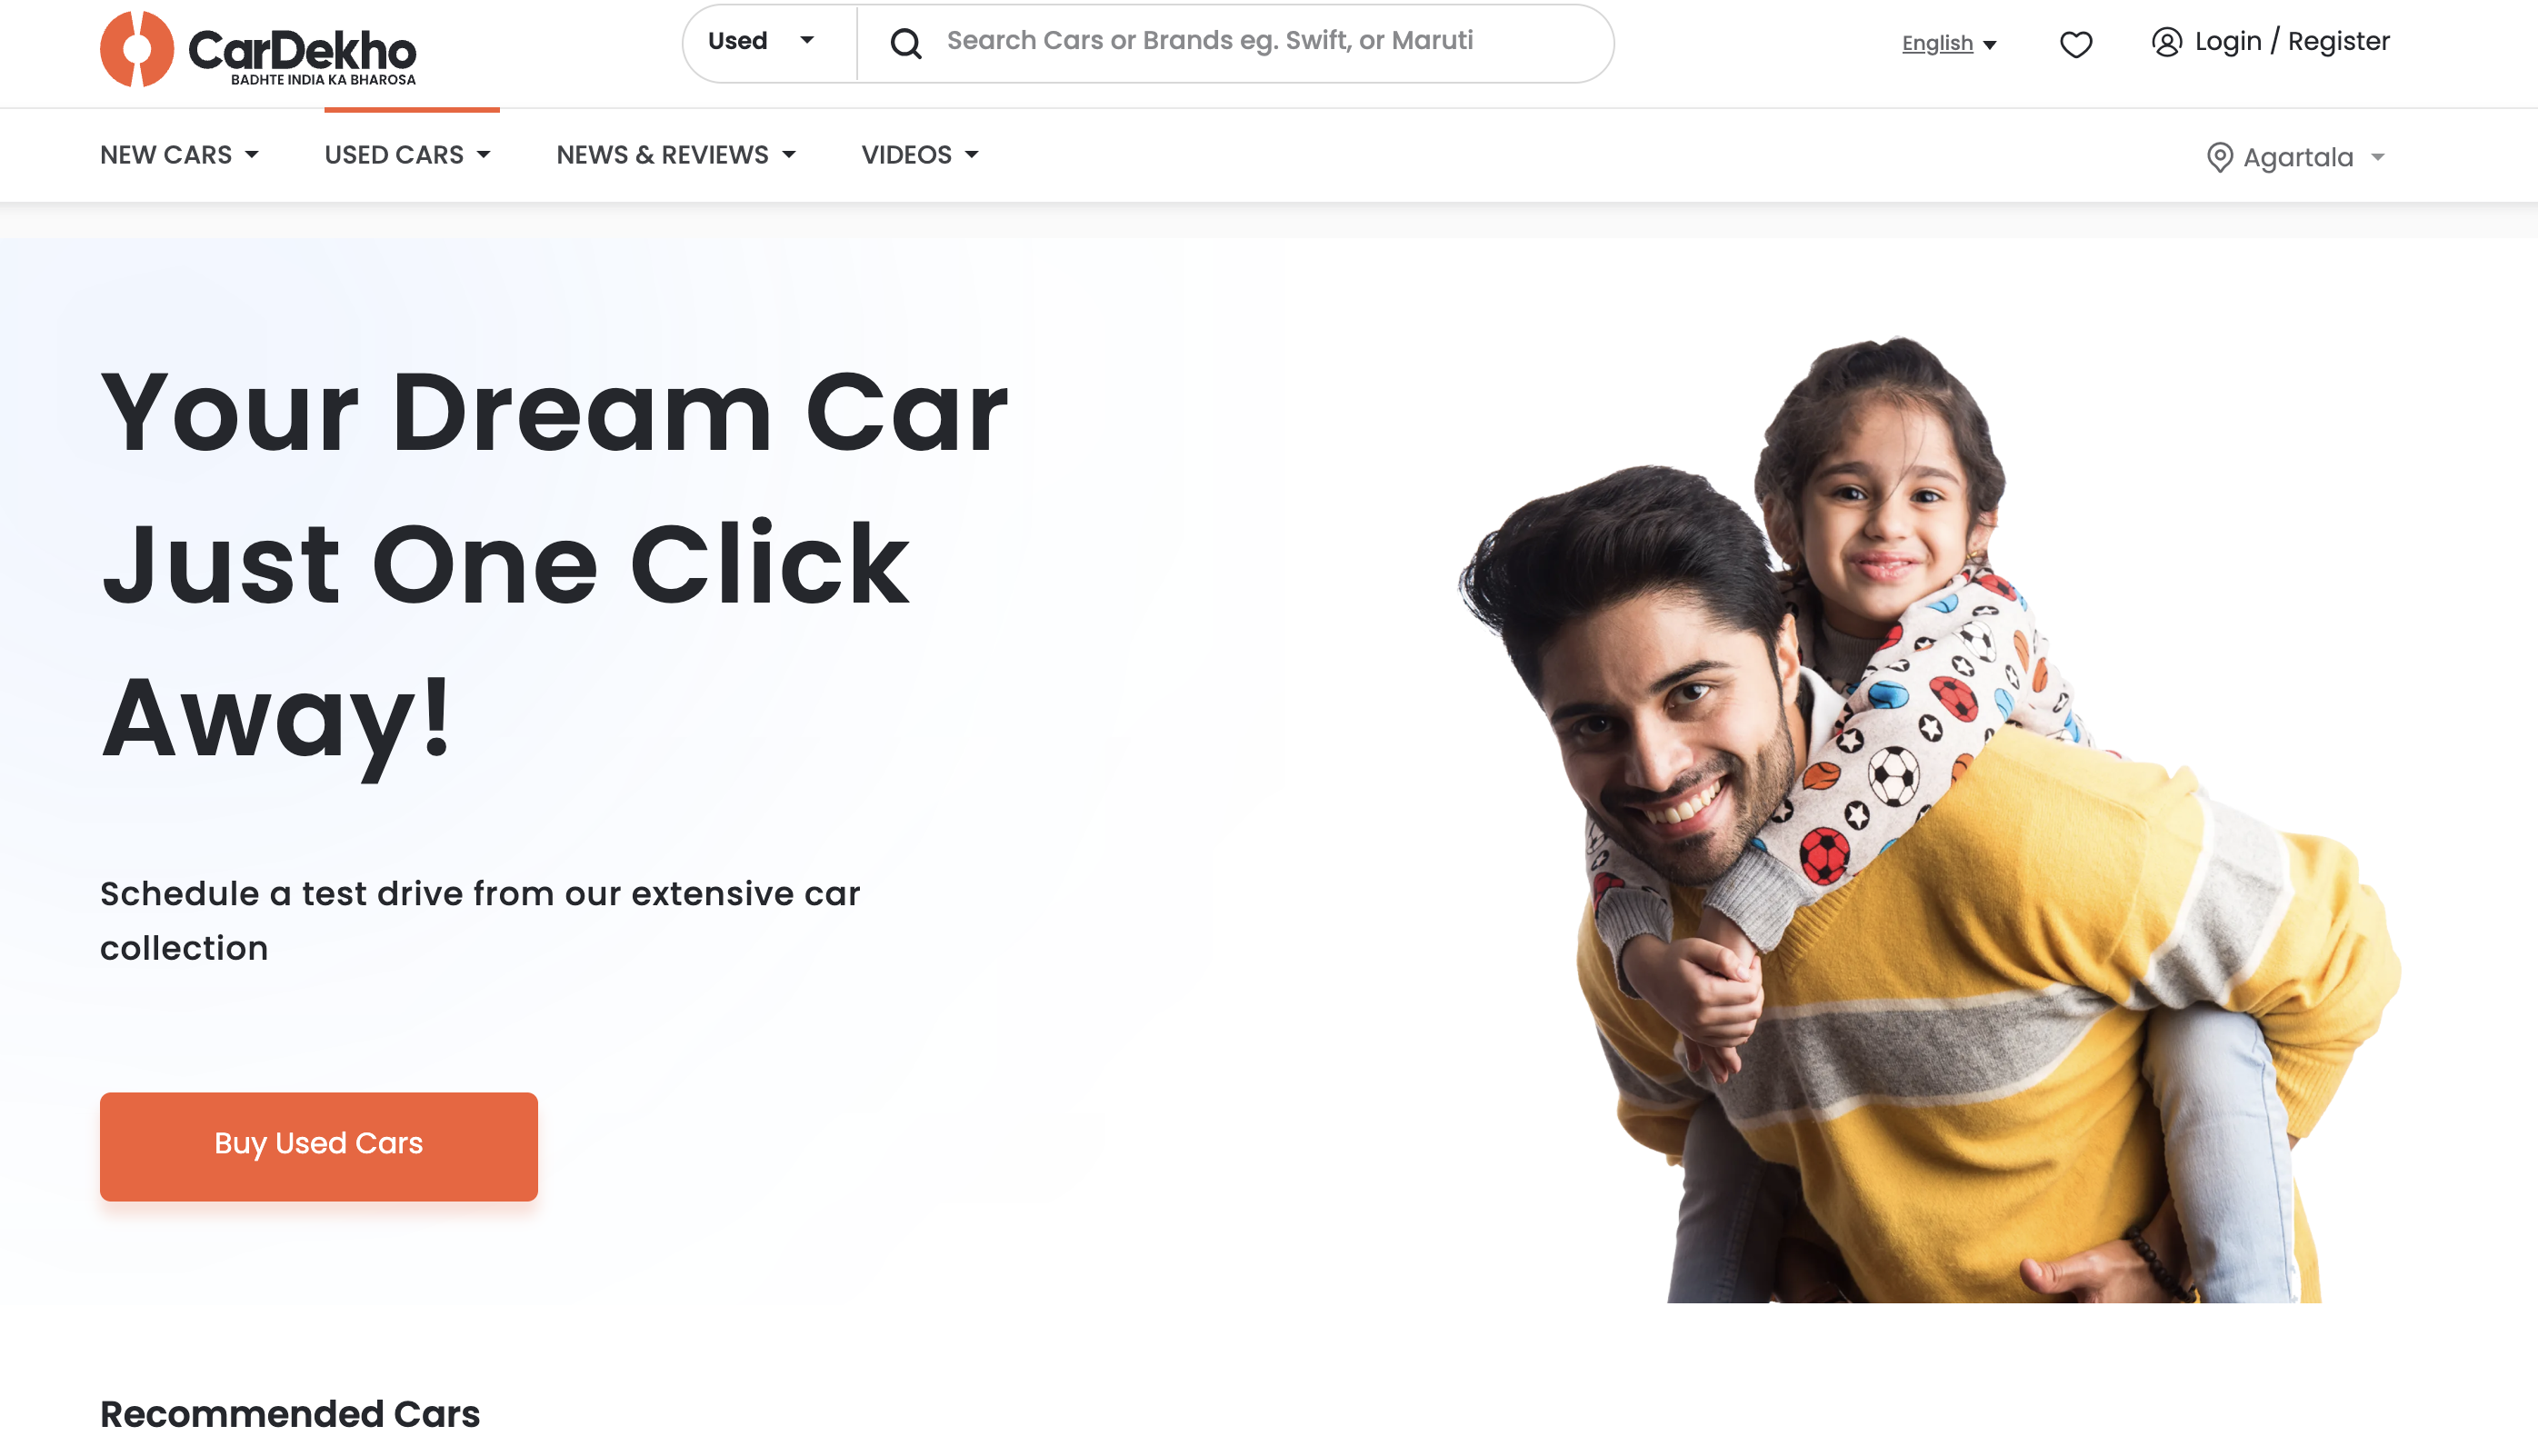 CarDekho
BADHTE INDIA KA BHAROSA
Used
Search Cars or Brands eg. Swift, or Maruti
English
Login / Register
NEW CARS
USED CARS
NEWS & REVIEWS
VIDEOS
Agartala
Your Dream Car
Just One Click
Away!
Schedule a test drive from our extensive car
collection
Buy Used Cars
Recommended Cars